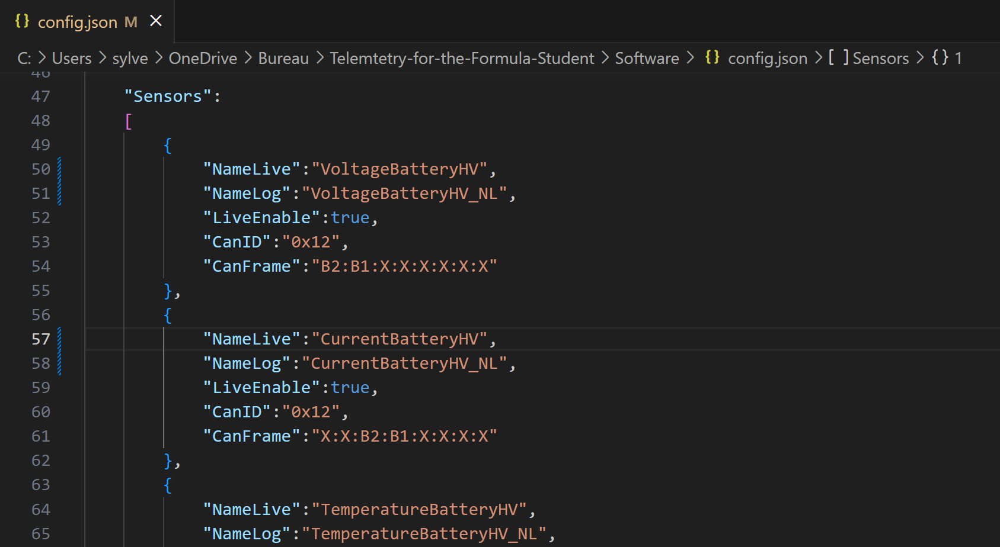 {} config.json M ×
C: > Users > sylve > OneDrive > Bureau > Telemtetry-for-the-Formula-Student > Software > {} config.json > [ ] Sensors > {} 1
46
47 "Sensors":
48 [
49 {
50 "NameLive":"VoltageBatteryHV",
51 "NameLog":"VoltageBatteryHV_NL",
52 "LiveEnable":true,
53 "CanID":"0x12",
54 "CanFrame":"B2:B1:X:X:X:X:X:X"
55 },
56 {
57 "NameLive":"CurrentBatteryHV",
58 "NameLog":"CurrentBatteryHV_NL",
59 "LiveEnable":true,
60 "CanID":"0x12",
61 "CanFrame":"X:X:B2:B1:X:X:X:X"
62 },
63 {
64 "NameLive":"TemperatureBatteryHV",
65 "NameLog":"TemperatureBatteryHV_NL",